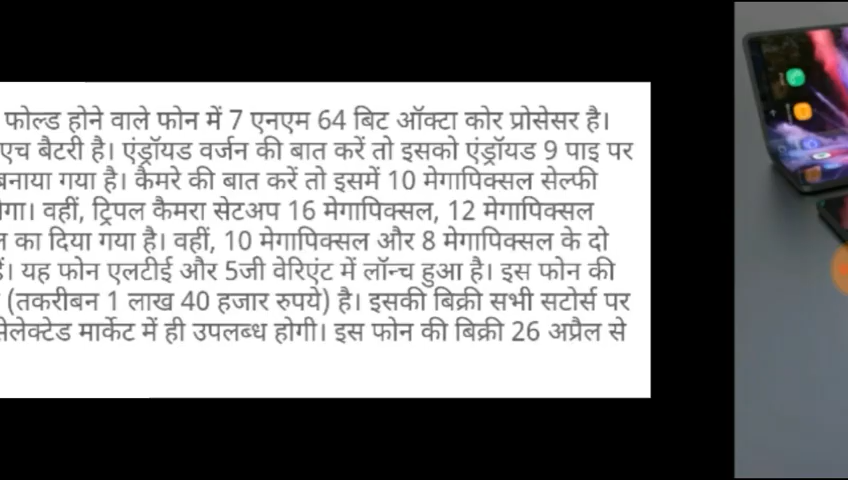 फोल्ड होने वाले फोन में 7 एनएम 64 बिट ऑक्टा कोर प्रोसेसर है।
एच बैटरी है। एंड्रॉयड वर्जन की बात करें तो इसको एंड्रॉयड 9 पाइ पर
बनाया गया है। कैमरे की बात करें तो इसमें 10 मेगापिक्सल सेल्फी
वहीं, ट्रिपल कैमरा सेटअप 16 मेगापिक्सल, 12 मेगापिक्सल
का दिया गया है। वहीं, 10 मेगापिक्सल और 8 मेगापिक्सल के दो
यह फोन एलटीई और 5जी वेरिएंट में लॉन्च हुआ है। इस फोन की
(तकरीबन 1 लाख 40 हजार रुपये) है। इसकी बिक्री सभी सटोर्स पर
सेलेक्टेड मार्केट में ही उपलब्ध होगी। इस फोन की बिक्री 26 अप्रैल से